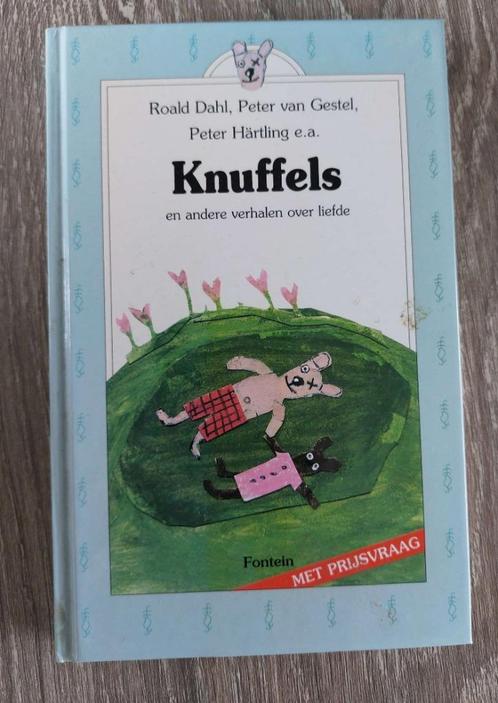 Roald Dahl, Peter van Gestel,
Peter Härtling e.a.
Knuffels
en andere verhalen over liefde
Fontein
MET PRIJSVRAAG